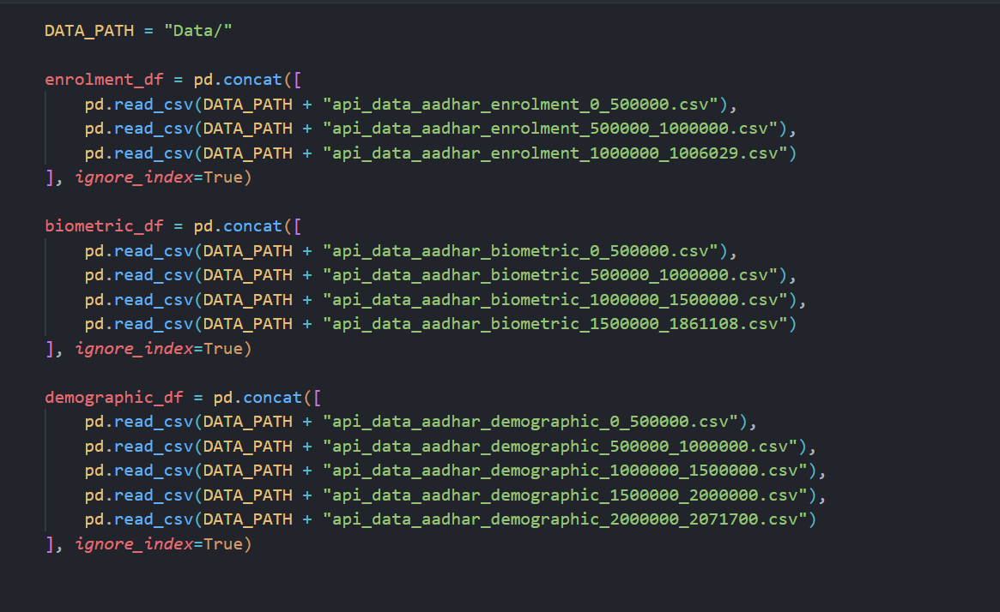 DATA_PATH = "Data/"
enrolment_df = pd.concat([
pd.read_csv(DATA_PATH + "api_data_aadhar_enrolment_0_500000.csv"),
pd.read_csv(DATA_PATH + "api_data_aadhar_enrolment_500000_1000000.csv"),
pd.read_csv(DATA_PATH + "api_data_aadhar_enrolment_1000000_1006029.csv")
], ignore_index=True)
biometric_df = pd.concat([
pd.read_csv(DATA_PATH + "api_data_aadhar_biometric_0_500000.csv"),
pd.read_csv(DATA_PATH + "api_data_aadhar_biometric_500000_1000000.csv"),
pd.read_csv(DATA_PATH + "api_data_aadhar_biometric_1000000_1500000.csv"),
pd.read_csv(DATA_PATH + "api_data_aadhar_biometric_1500000_1861108.csv")
], ignore_index=True)
demographic_df = pd.concat([
pd.read_csv(DATA_PATH + "api_data_aadhar_demographic_0_500000.csv"),
pd.read_csv(DATA_PATH + "api_data_aadhar_demographic_500000_1000000.csv"),
pd.read_csv(DATA_PATH + "api_data_aadhar_demographic_1000000_1500000.csv"),
pd.read_csv(DATA_PATH + "api_data_aadhar_demographic_1500000_2000000.csv"),
pd.read_csv(DATA_PATH + "api_data_aadhar_demographic_2000000_2071700.csv")
], ignore_index=True)